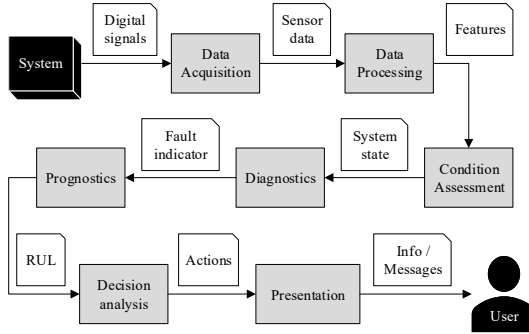 Digital
signals
Sensor
data
Features
System
Data
Acquisition
Data
Processing
Fault
indicator
System
state
Prognostics
Diagnostics
Condition
Assessment
RUL
Actions
Info /
Messages
Decision
analysis
Presentation
User